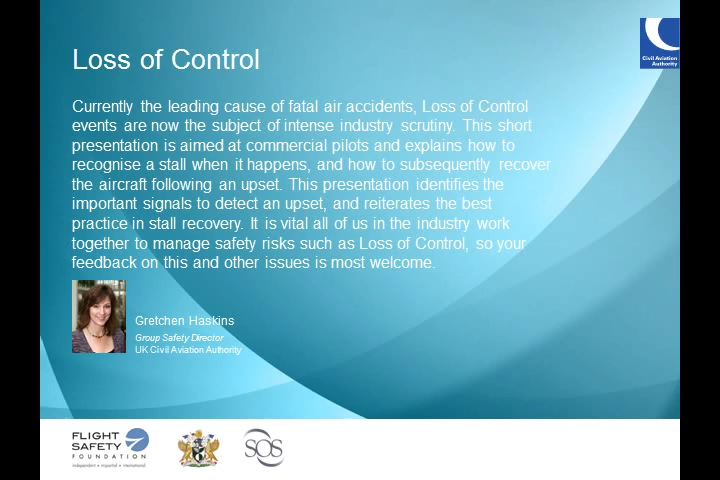 Loss of Control
Civil Aviation
Authority
Currently the leading cause of fatal air accidents, Loss of Control
events are now the subject of intense industry scrutiny. This short
presentation is aimed at commercial pilots and explains how to
recognise a stall when it happens, and how to subsequently recover
the aircraft following an upset. This presentation identifies the
important signals to detect an upset, and reiterates the best
practice in stall recovery. It is vital all of us in the industry work
together to manage safety risks such as Loss of Control, so your
feedback on this and other issues is most welcome.
Gretchen Haskins
Group Safety Director
UK Civil Aviation Authority
FLIGHT
SAFETY
FOUNDATION
independent • impartial • international
SOS